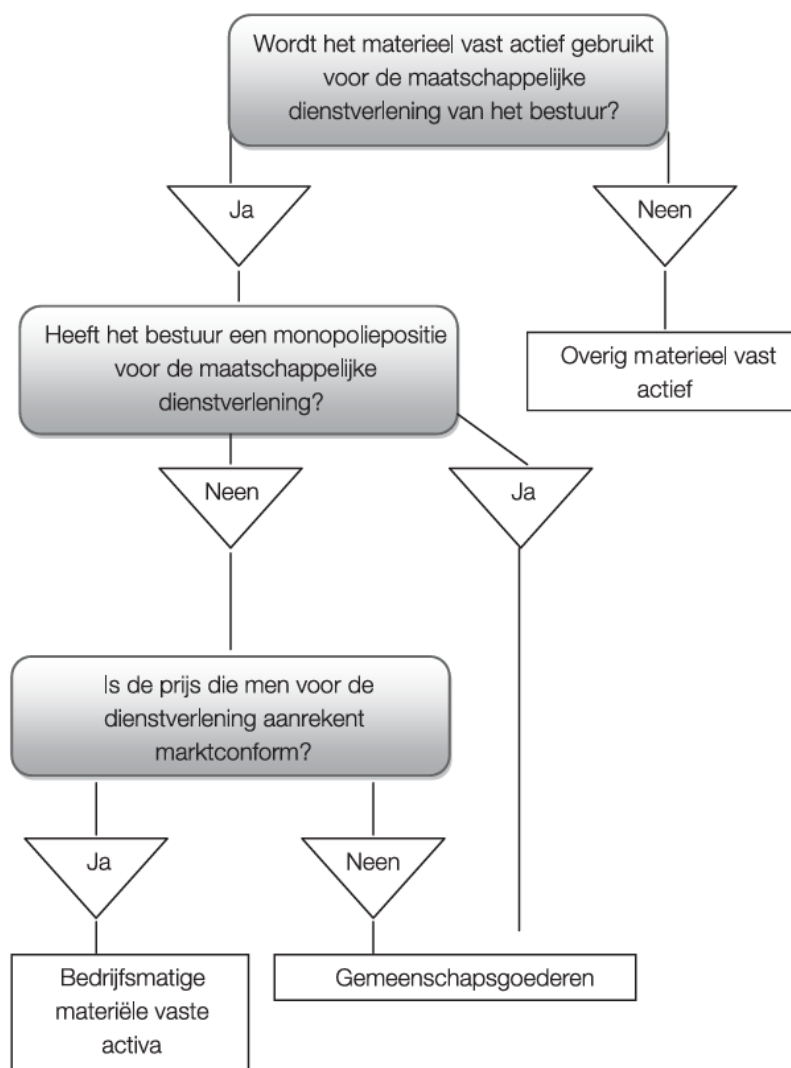 Wordt het materieel vast actief gebruikt
voor de maatschappelijke
dienstverlening van het bestuur?
Ja
Neen
Heeft het bestuur een monopoliepositie
voor de maatschappelijke
dienstverlening?
Overig materieel vast
actief
Neen
Ja
Is de prijs die men voor de
dienstverlening aanrekent
marktconform?
Ja
Neen
Bedrijfsmatige
materiële vaste
activa
Gemeenschapsgoederen